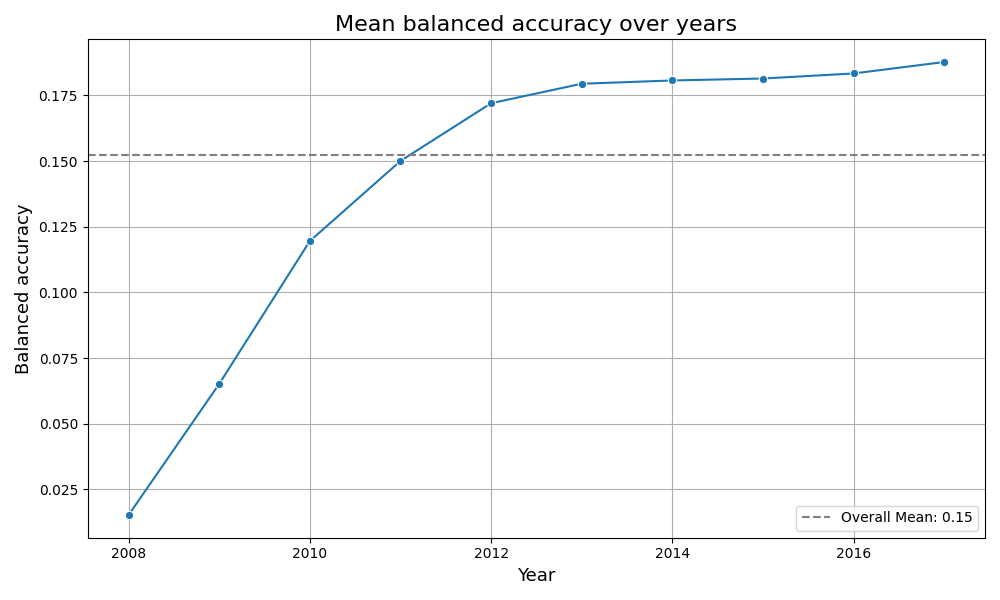 Mean balanced accuracy over years
Balanced accuracy
0.175
0.150
0.125
0.100
0.075
0.050
0.025
Overall Mean: 0.15
2008 2010 2012 2014 2016
Year